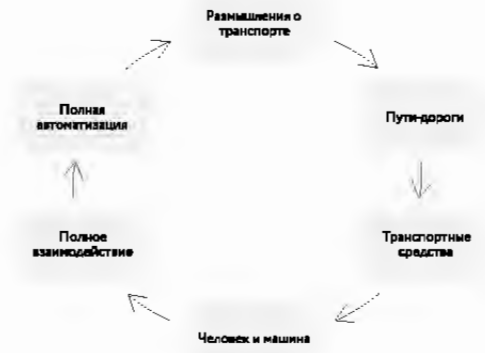 Размышления о
транспорте
Пути-дороги
Транспортные
средства
Человек и машина
Полное
взаимодействие
Полная
автоматизация